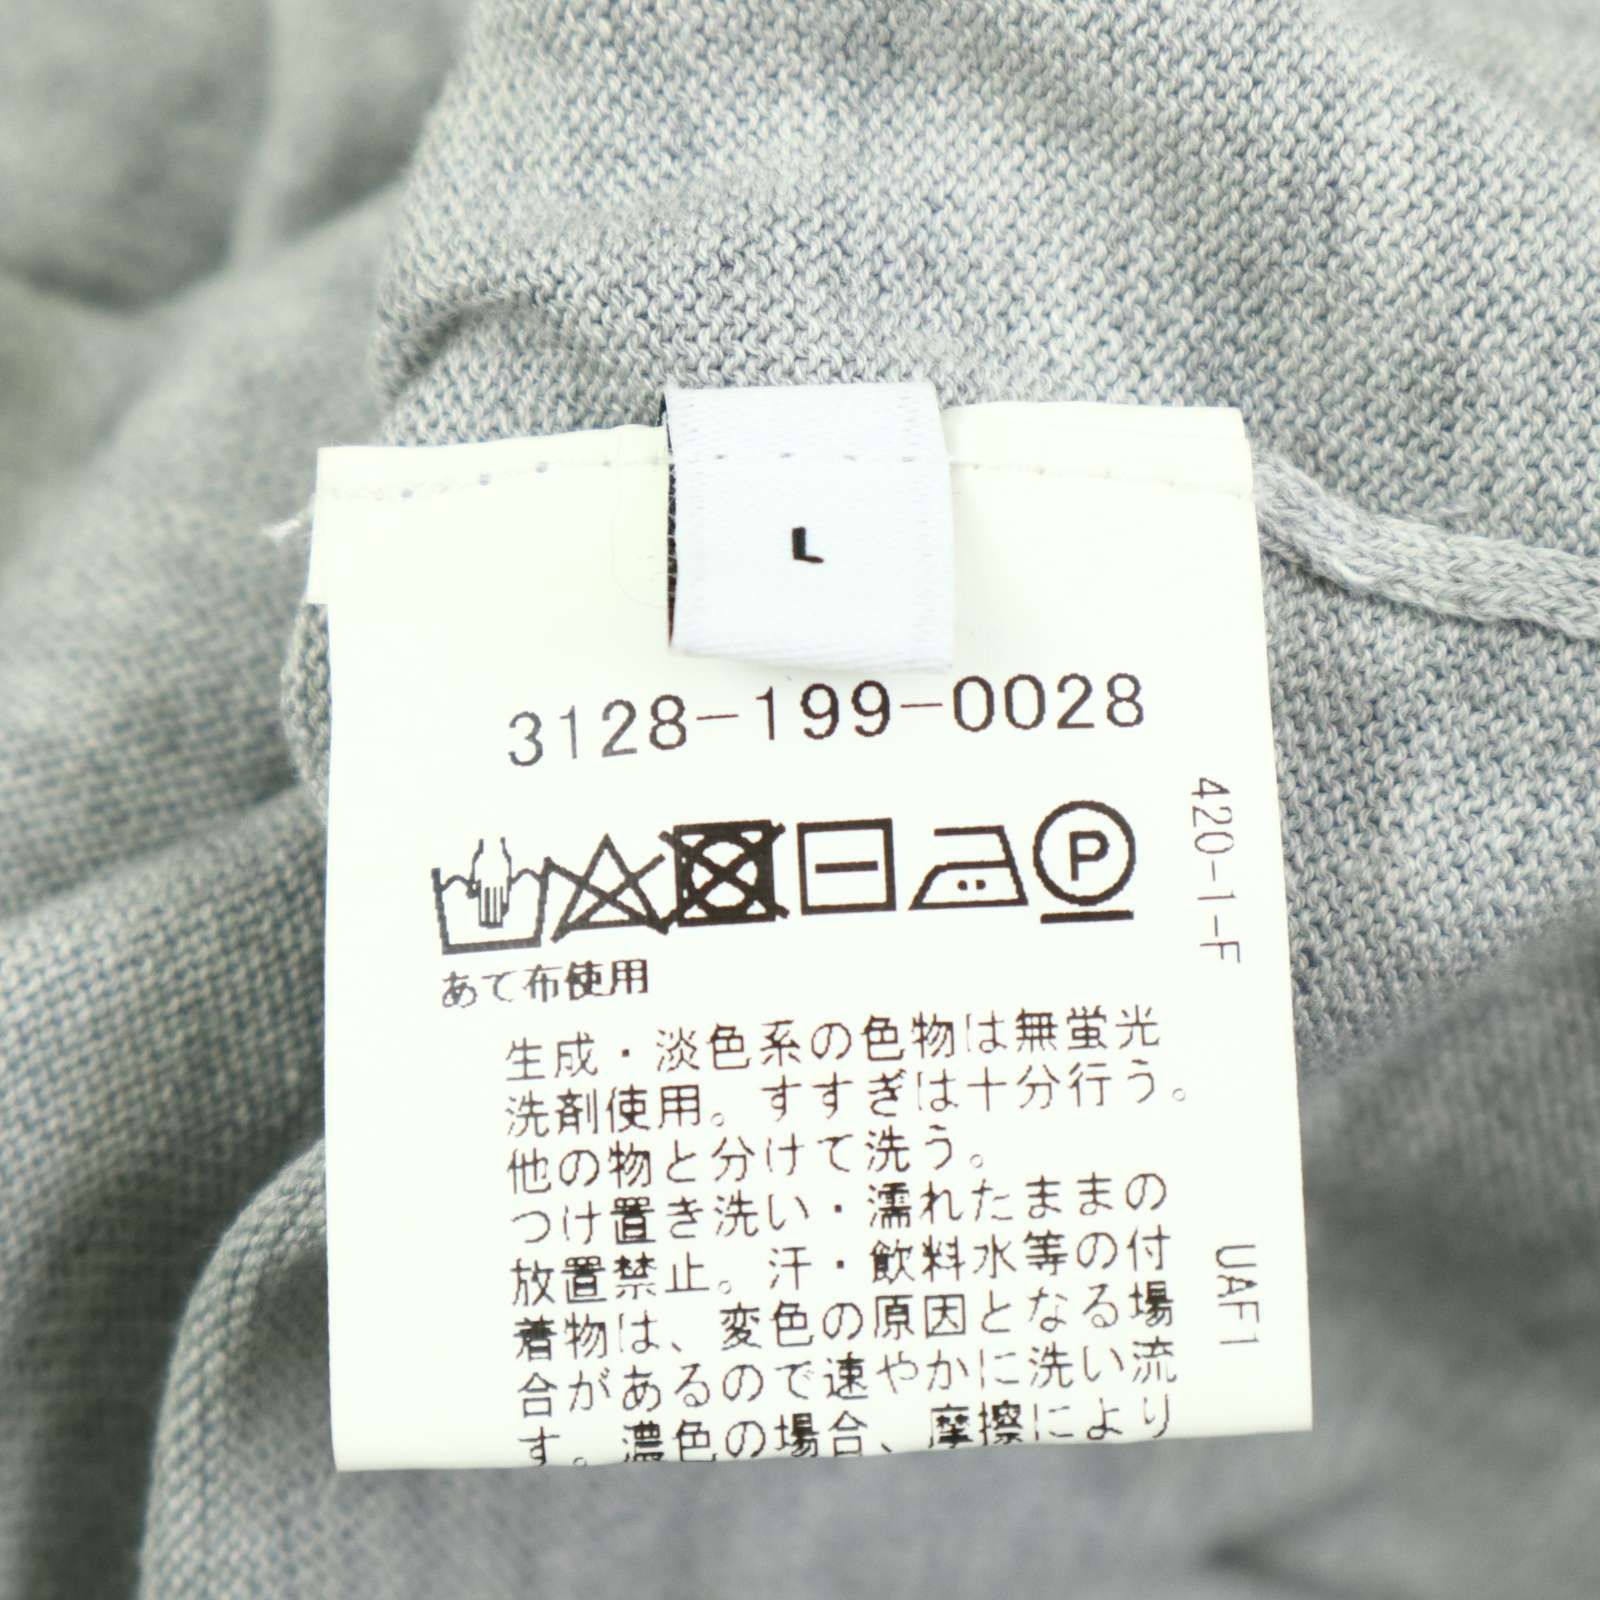 L
3128-199-0028
P
あて布使用
生成・淡色系の色物は無蛍光
洗剤使用。すすぎは十分行う。
他の物と分けて洗う。
つけ置き洗い・濡れたままの
放置禁止。汗・飲料水等の付
着物は、変色の原因となる場
合があるので速やかに洗い流
す。濃色の場合、摩擦により
420-1-F
UAF1